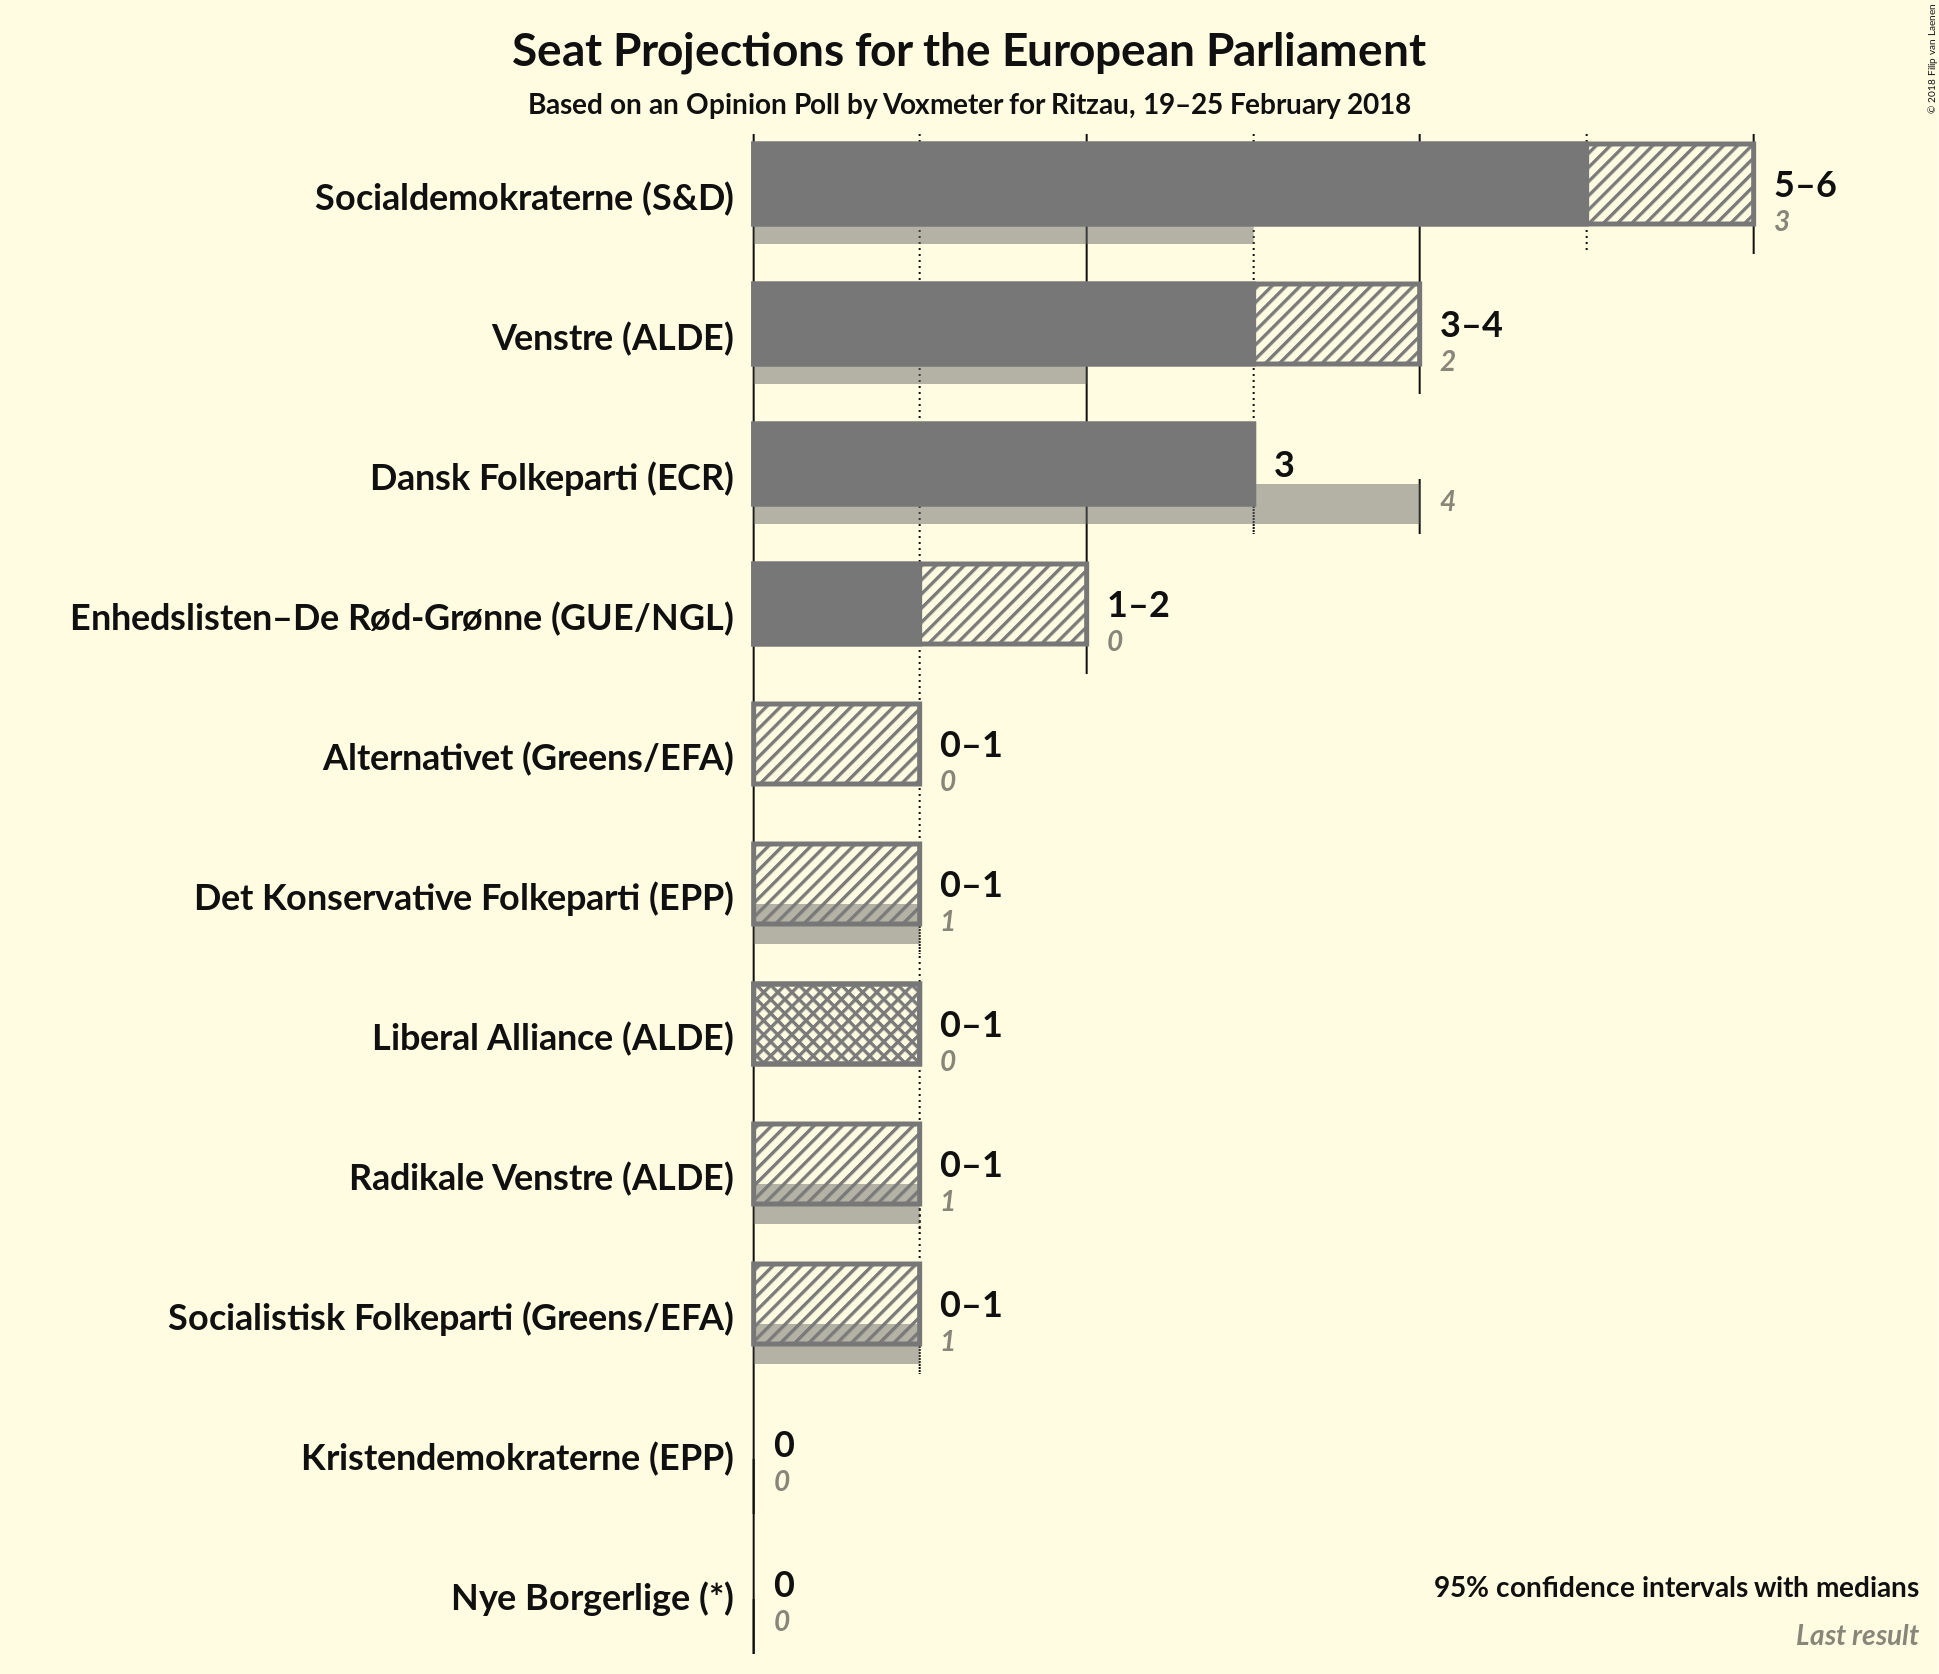 Seat Projections for the European Parliament
Based on an Opinion Poll by Voxmeter for Ritzau, 19–25 February 2018
© 2018 Filip van Laenen
Socialdemokraterne (S&D)
5–6
3
Venstre (ALDE)
3–4
2
Dansk Folkeparti (ECR)
3
4
Enhedslisten–De Rød-Grønne (GUE/NGL)
1–2
0
Alternativet (Greens/EFA)
0–1
0
Det Konservative Folkeparti (EPP)
0–1
1
Liberal Alliance (ALDE)
0–1
0
Radikale Venstre (ALDE)
0–1
1
Socialistisk Folkeparti (Greens/EFA)
0–1
1
Kristendemokraterne (EPP)
0
0
Nye Borgerlige (*)
0
0
95% confidence intervals with medians
Last result